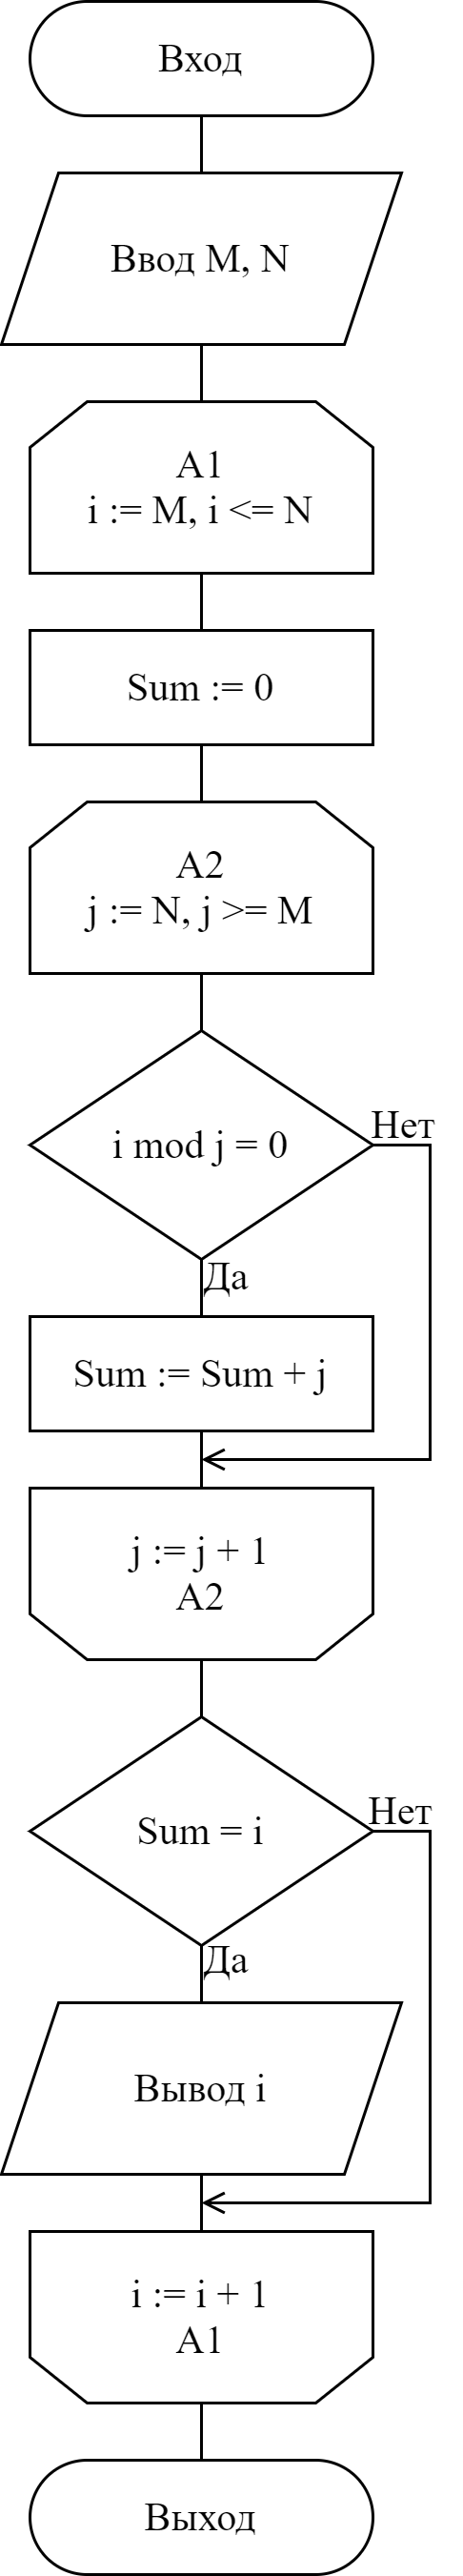 Вход
Ввод M, N
A1
i := M, i <= N
Sum := 0
A2
j := N, j >= M
i mod j = 0
Нет
Да
Sum := Sum + j
j := j + 1
A2
Sum = i
Нет
Да
Вывод i
i := i + 1
A1
Выход